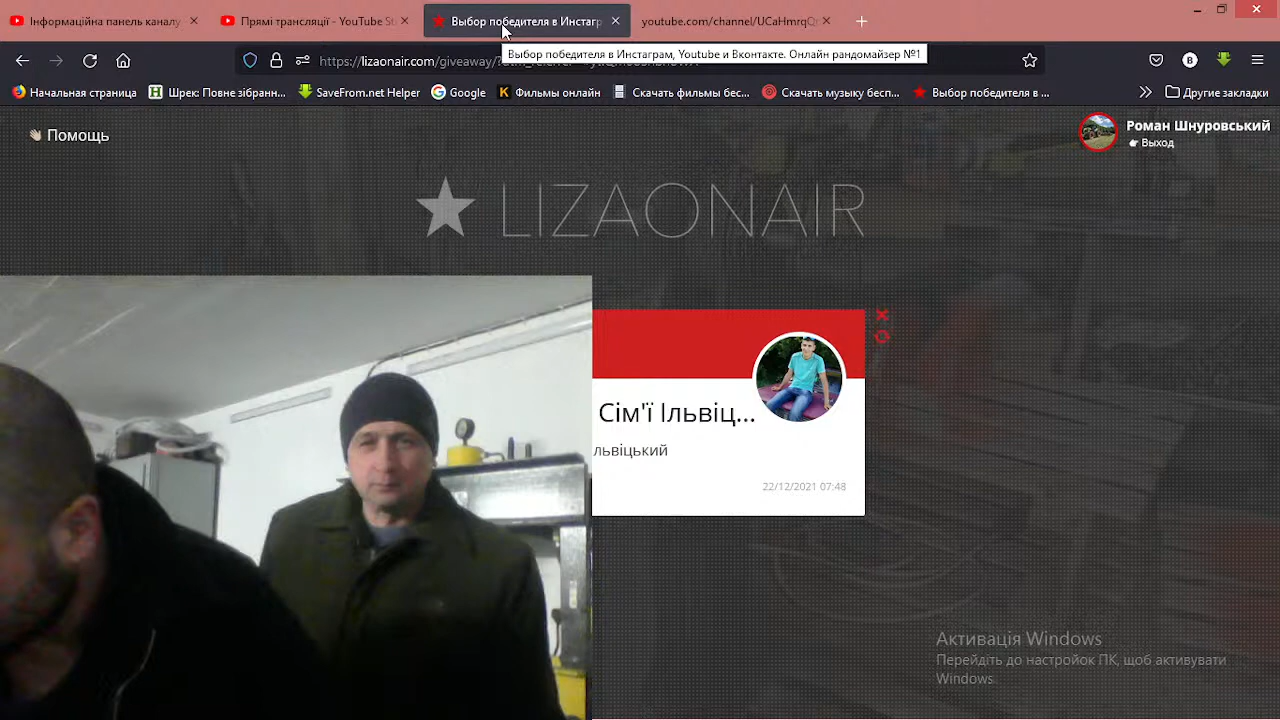 Інформаційна панель каналу
Прямі трансляції - YouTube St
Выбор победителя в Инстагр
youtube.com/channel/UCaHmrqQr
Выбор победителя в Инстаграм, Youtube и Вконтакте. Онлайн рандомайзер №1
https://lizaonair.com/giveaway/
Начальная страница
Шрек: Повне зібранн...
SaveFrom.net Helper
Google
Фильмы онлайн
Скачать фильмы бес...
Скачать музыку бесп...
Выбор победителя в ...
Другие закладки
Помощь
Роман Шнуровський
Выход
LIZAONAIR
Сім'ї Ільвіц...
львіцький
22/12/2021 07:48
Активація Windows
Перейдіть до настройок ПК, щоб активувати
Windows.